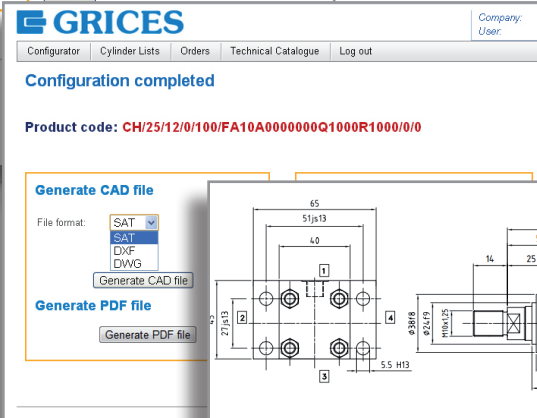 GRICES
Company:
User:
Configurator Cylinder Lists Orders Technical Catalogue Log out
Configuration completed
Product code: CH/25/12/0/100/FA10A0000000Q1000R1000/0/0
Generate CAD file
File format: SAT
SAT
DXF
DWG
Generate CAD file
Generate PDF file
Generate PDF file
65
51js13
40
14 25
1
2
4
3
27js13
45
5.5 H13
ø38f8
ø24f9
M10x1,25